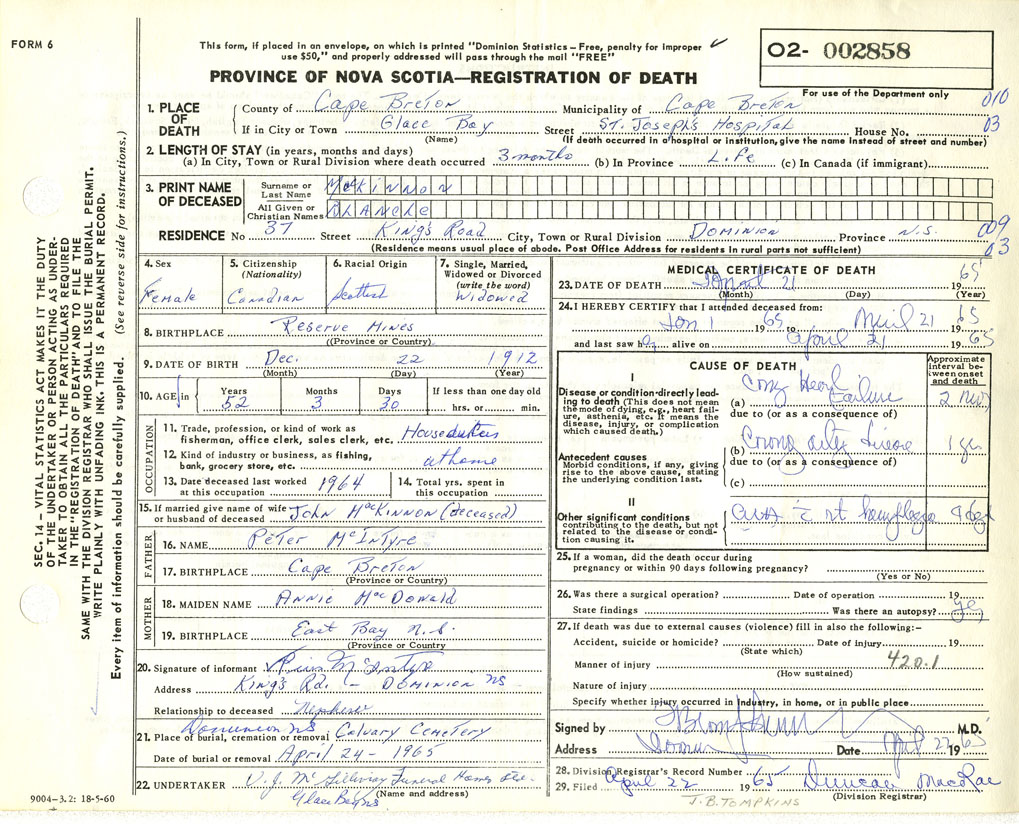 FORM 6
This form, if placed in an envelope, on which is printed "Dominion Statistics – Free, penalty for improper
use $50," and properly addressed will pass through the mail "FREE"
O2- 002858
For use of the Department only
PROVINCE OF NOVA SCOTIA—REGISTRATION OF DEATH
1. PLACE OF DEATH
County of Cape Breton Municipality of Cape Breton 010
If in City or Town Glace Bay Street St. Joseph's Hospital House No. 03
(Name) (If death occurred in a hospital or institution, give the name instead of street and number)
2. LENGTH OF STAY (in years, months and days)
(a) In City, Town or Rural Division where death occurred 3 months (b) In Province Life (c) In Canada (if immigrant)
3. PRINT NAME OF DECEASED
Surname or Last Name MacKinnon
All Given or Christian Names Blanche
RESIDENCE No 37 Street King's Road City, Town or Rural Division Dominion Province N.S. 009
(Residence means usual place of abode. Post Office Address for residents in rural parts not sufficient) 03
4. Sex
Female
5. Citizenship (Nationality)
Canadian
6. Racial Origin
Scottish
7. Single, Married, Widowed or Divorced (write the word)
Widowed
8. BIRTHPLACE Reserve Mines
((Province or Country)
9. DATE OF BIRTH Dec. 22 1912
(Month) (Day) (Year)
10. AGE in Years 52 Months 3 Days 30 If less than one day old hrs. or min.
OCCUPATION
11. Trade, profession, or kind of work as fisherman, office clerk, sales clerk, etc. Houseduties
12. Kind of industry or business, as fishing, bank, grocery store, etc. at home
13. Date deceased last worked at this occupation 1964
14. Total yrs. spent in this occupation
15. If married give name of wife or husband of deceased John MacKinnon (deceased)
FATHER
16. NAME Peter McIntyre
17. BIRTHPLACE Cape Breton
(Province or Country)
MOTHER
18. MAIDEN NAME Annie MacDonald
19. BIRTHPLACE East Bay N.S.
(Province or Country
20. Signature of informant McIntyre
Address King's Rd. – Dominion NS
Relationship to deceased
Dominion NS
21. Place of burial, cremation or removal Calvary Cemetery
Date of burial or removal April 24 – 1965
22. UNDERTAKER V.J. McGillivray Funeral Homes
Glace Bay NS (Name and address)
9004–3.2: 18-5-60
MEDICAL CERTIFICATE OF DEATH
23. DATE OF DEATH 21 1965
(Month) (Day) (Year)
24. I HEREBY CERTIFY that I attended deceased from:
Jan 1 1965 to April 21 1965
and last saw her alive on April 21 1965
CAUSE OF DEATH
Approximate interval between onset and death
I
Disease or condition directly leading to death (This does not mean the mode of dying, e.g., heart failure, asthenia, etc. It means the disease, injury, or complication which caused death.)
(a) Cong Heart Failure 2
due to (or as a consequence of)
Antecedent causes
Morbid conditions, if any, giving rise to the above cause, stating the underlying condition last.
(b)
due to (or as a consequence of)
(c)
II
Other significant conditions contributing to the death, but not related to the disease or condition causing it.
CVA c rt hemiplegia
25. If a woman, did the death occur during
pregnancy or within 90 days following pregnancy?
(Yes or No)
26. Was there a surgical operation? Date of operation 19
State findings Was there an autopsy? Yes
27. If death was due to external causes (violence) fill in also the following:–
Accident, suicide or homicide? Date of injury 19
(State which)
Manner of injury 420.1
(How sustained)
Nature of injury
Specify whether injury occurred in industry, in home, or in public place
Signed by M.D.
Address Dominion Date April 22 1965
28. Division Registrar's Record Number
29. Filed April 22 1965 Duncan MacRae
(Division Registrar)
J.B. TOMPKINS
SEC. 14 – VITAL STATISTICS ACT MAKES IT THE DUTY
OF THE UNDERTAKER OR PERSON ACTING AS UNDER-
TAKER TO OBTAIN ALL THE PARTICULARS REQUIRED
IN THE "REGISTRATION OF DEATH" AND TO FILE THE
SAME WITH THE DIVISION REGISTRAR WHO SHALL ISSUE THE BURIAL PERMIT.
WRITE PLAINLY WITH UNFADING INK. THIS IS A PERMANENT RECORD.
Every item of information should be carefully supplied. (See reverse side for instructions.)